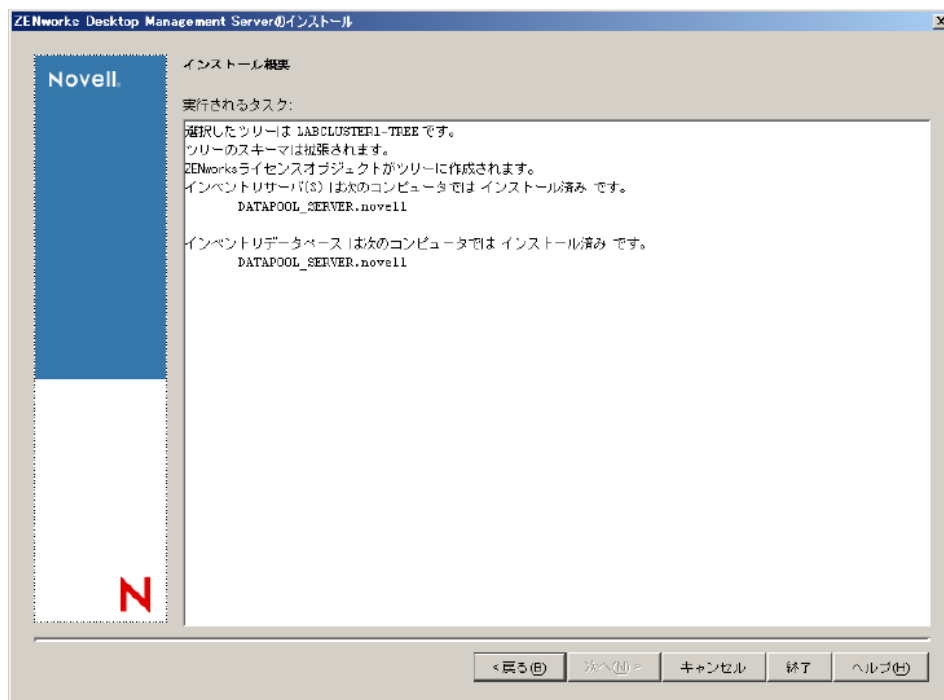 ZENworks Desktop Management Serverのインストール
Novell.
インストール概要
実行されるタスク:
選択したツリーは LABCLUSTER1-TREE です。
ツリーのスキーマは拡張されます。
ZENworksライセンスオブジェクトがツリーに作成されます。
インベントリサーバ(S) は次のコンピュータでは インストール済み です。
DATAPOOL_SERVER.novell
インベントリデータベース は次のコンピュータでは インストール済み です。
DATAPOOL_SERVER.novell
N
<戻る(B) 次へ(N) > キャンセル 終了 ヘルプ(H)